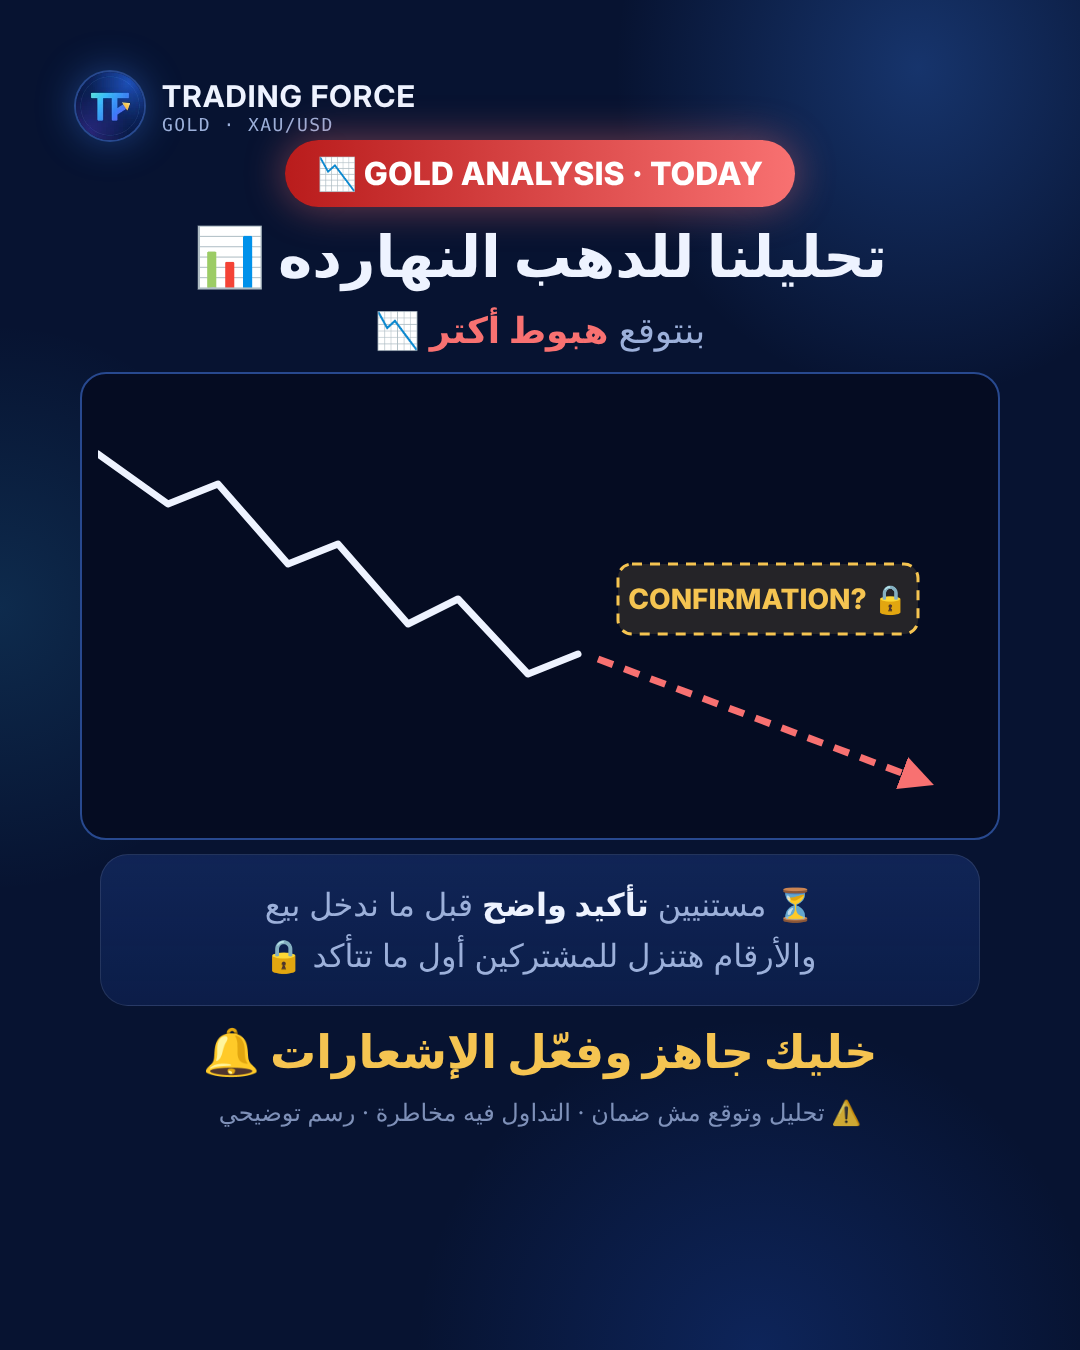 TRADING FORCE
GOLD · XAU/USD
📉 GOLD ANALYSIS · TODAY
تحليلنا للدهب النهارده 📊
بنتوقع هبوط أكتر 📉
CONFIRMATION? 🔒
⏳ مستنيين تأكيد واضح قبل ما ندخل بيع
والأرقام هتنزل للمشتركين أول ما تتأكد 🔒
خليك جاهز وفعّل الإشعارات 🔔
⚠️ تحليل وتوقع مش ضمان · التداول فيه مخاطرة · رسم توضيحي